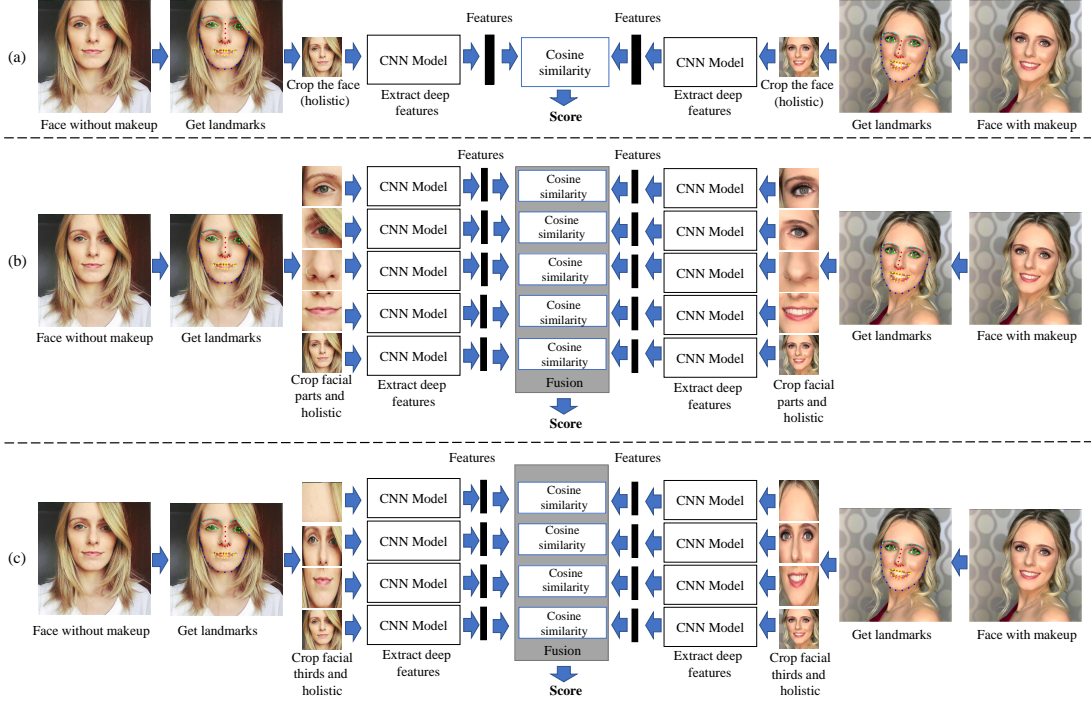 (a)
Features
Features
CNN Model
Cosine
similarity
CNN Model
Crop the face
(holistic)
Extract deep
features
Score
Extract deep
features
Crop the face
(holistic)
Face without makeup
Get landmarks
Get landmarks
Face with makeup
(b)
Features
Features
CNN Model
Cosine
similarity
CNN Model
CNN Model
Cosine
similarity
CNN Model
CNN Model
Cosine
similarity
CNN Model
CNN Model
Cosine
similarity
CNN Model
CNN Model
Cosine
similarity
CNN Model
Face without makeup
Get landmarks
Crop facial
parts and
holistic
Extract deep
features
Fusion
Score
Extract deep
features
Crop facial
parts and
holistic
Get landmarks
Face with makeup
(c)
Features
Features
CNN Model
Cosine
similarity
CNN Model
CNN Model
Cosine
similarity
CNN Model
CNN Model
Cosine
similarity
CNN Model
CNN Model
Cosine
similarity
CNN Model
Face without makeup
Get landmarks
Crop facial
thirds and
holistic
Extract deep
features
Fusion
Score
Extract deep
features
Crop facial
thirds and
holistic
Get landmarks
Face with makeup